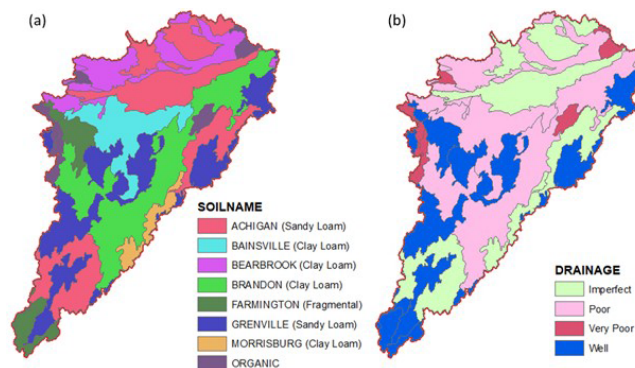 (a)
SOILNAME
ACHIGAN (Sandy Loam)
BAINSVILLE (Clay Loam)
BEARBROOK (Clay Loam)
BRANDON (Clay Loam)
FARMINGTON (Fragmental)
GRENVILLE (Sandy Loam)
MORRISBURG (Clay Loam)
ORGANIC
(b)
DRAINAGE
Imperfect
Poor
Very Poor
Well